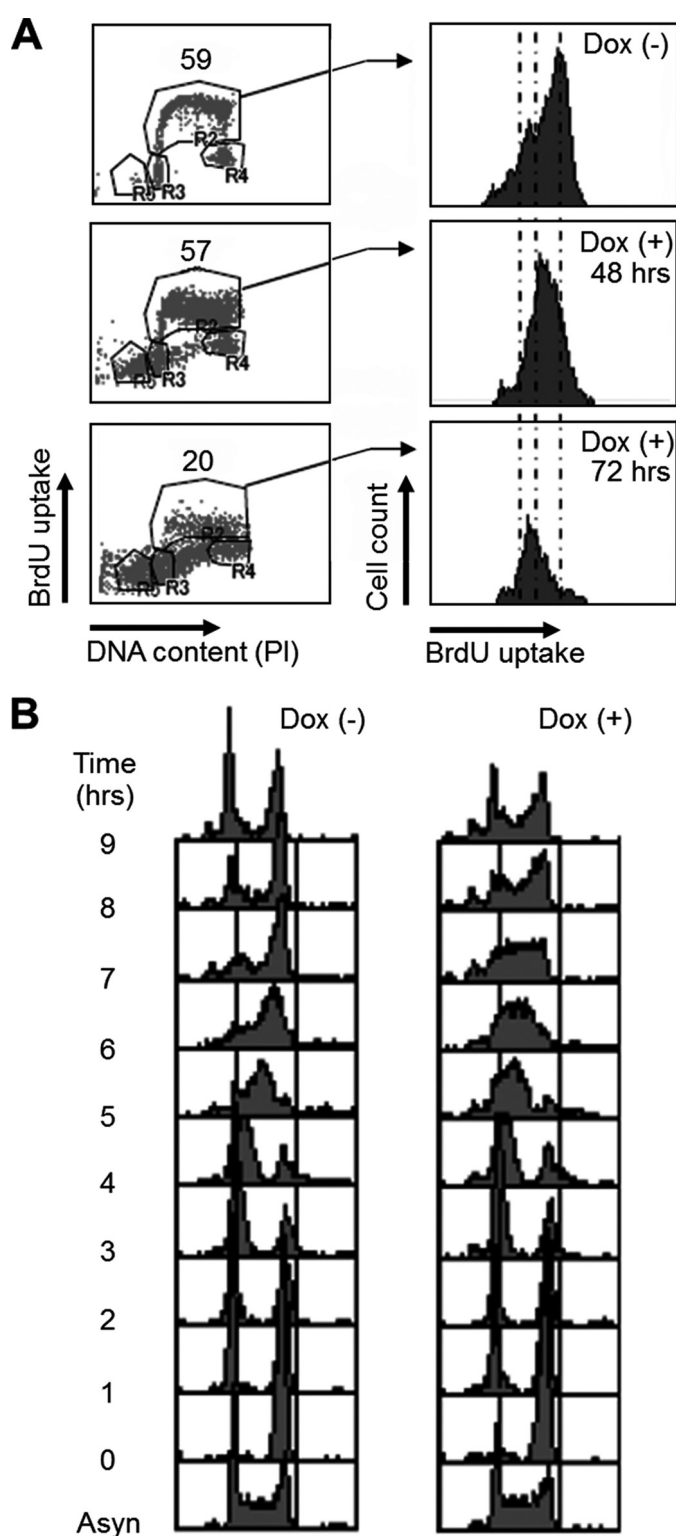 A
59
R2
R5 R3 R4
Dox (-)
57
R2
R5 R3 R4
Dox (+)
48 hrs
20
R2
R5 R3 R4
Dox (+)
72 hrs
BrdU uptake
Cell count
DNA content (PI)
BrdU uptake
B
Dox (-)
Dox (+)
Time
(hrs)
9
8
7
6
5
4
3
2
1
0
Asyn